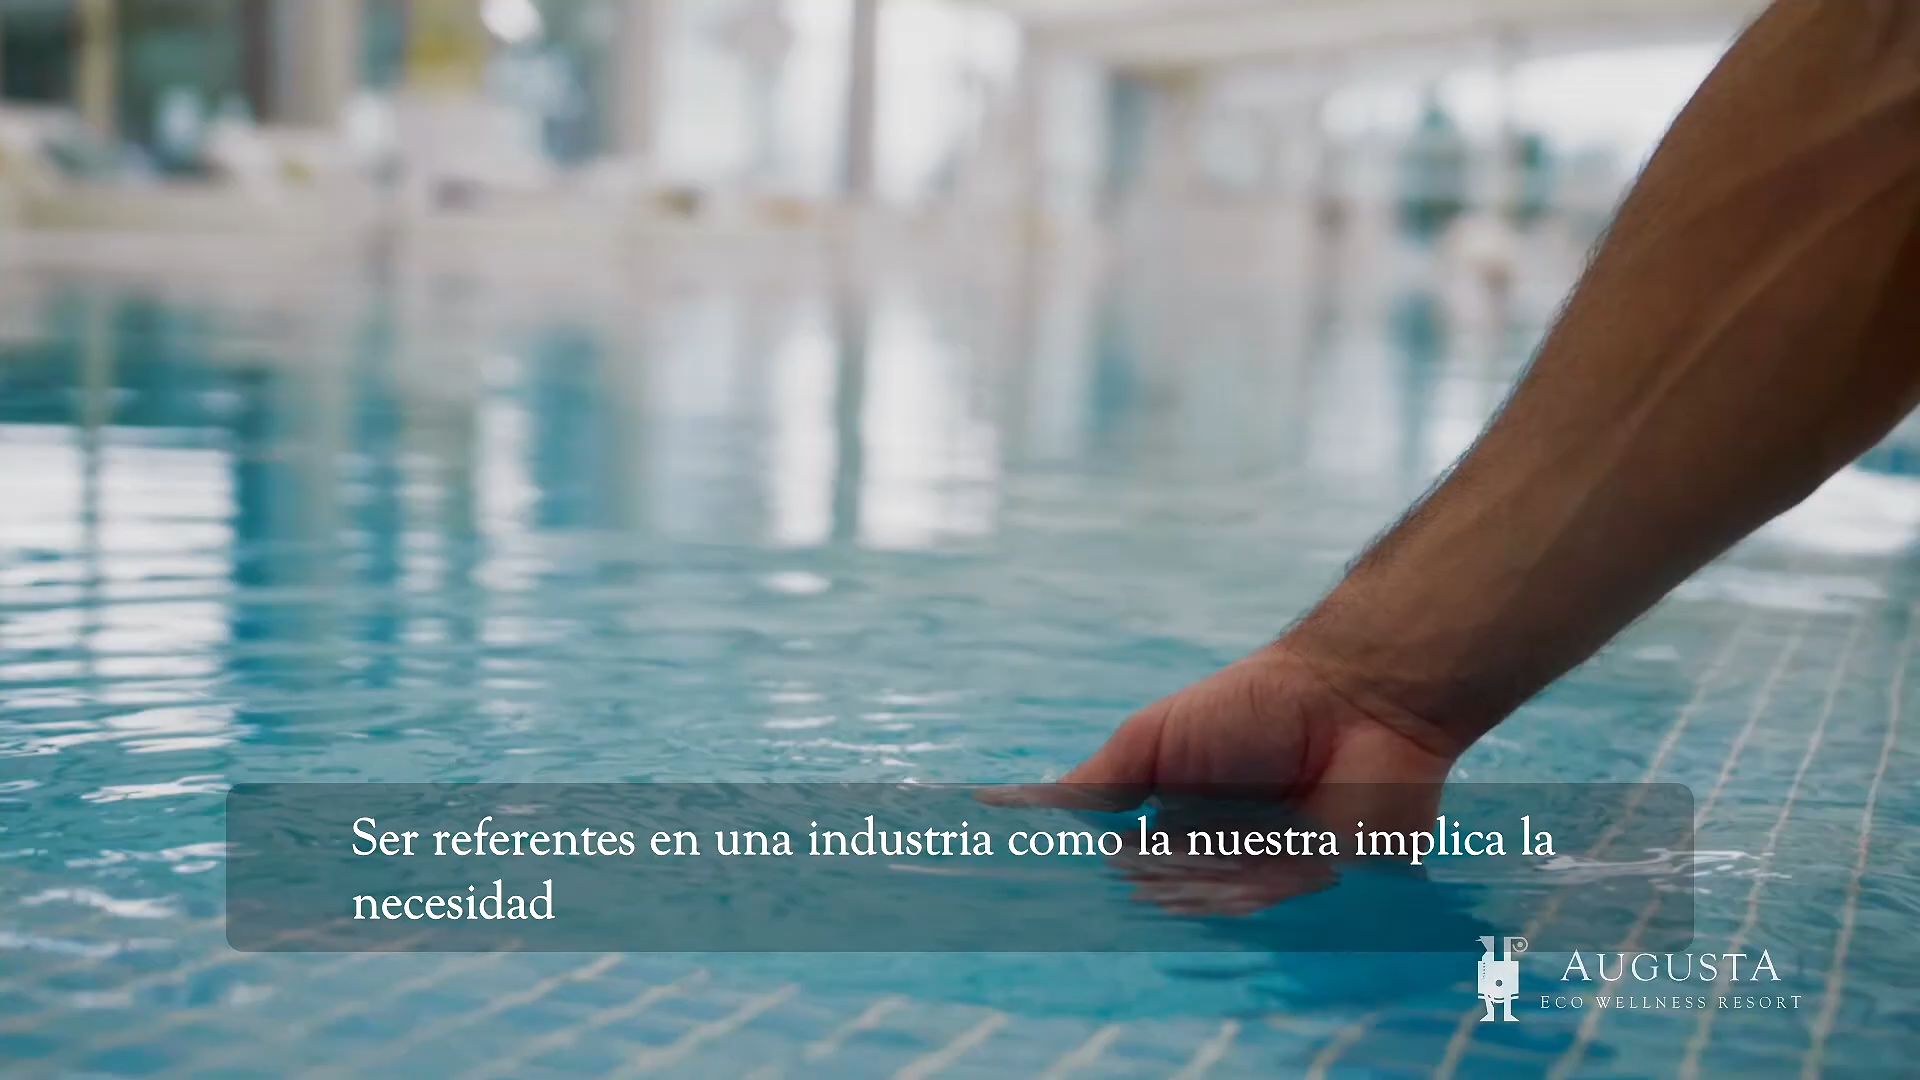 Ser referentes en una industria como la nuestra implica la
necesidad
AUGUSTA
ECO WELLNESS RESORT